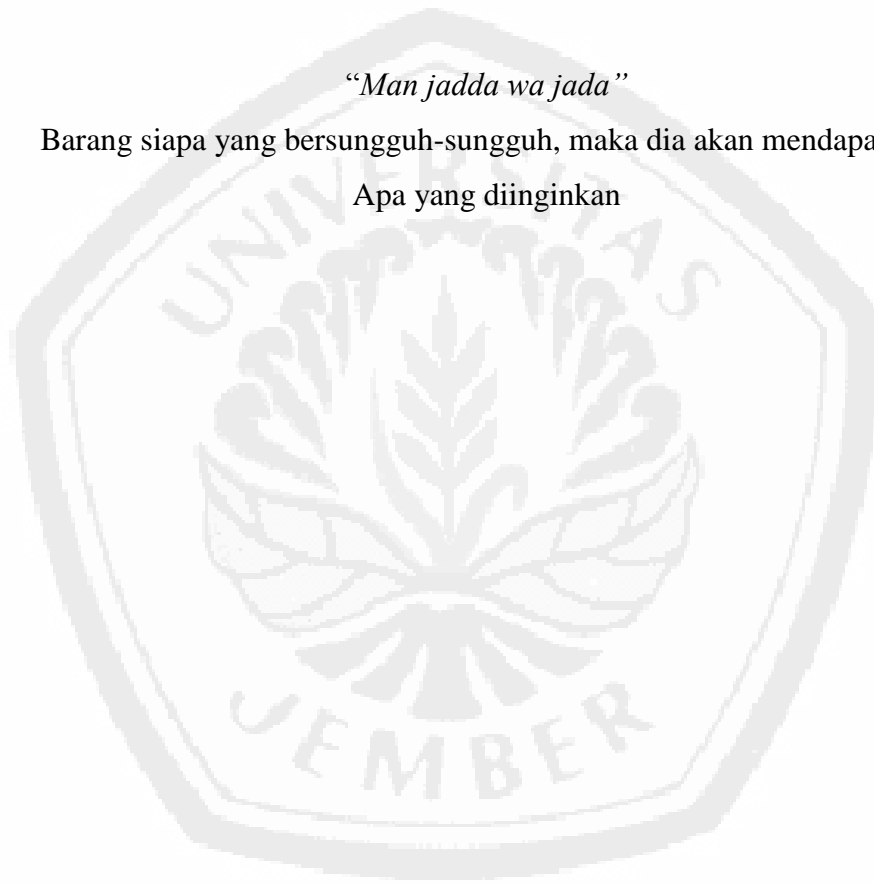 “Man jadda wa jada”
Barang siapa yang bersungguh-sungguh, maka dia akan mendapa
Apa yang diinginkan
UNIVERSITAS
JEMBER